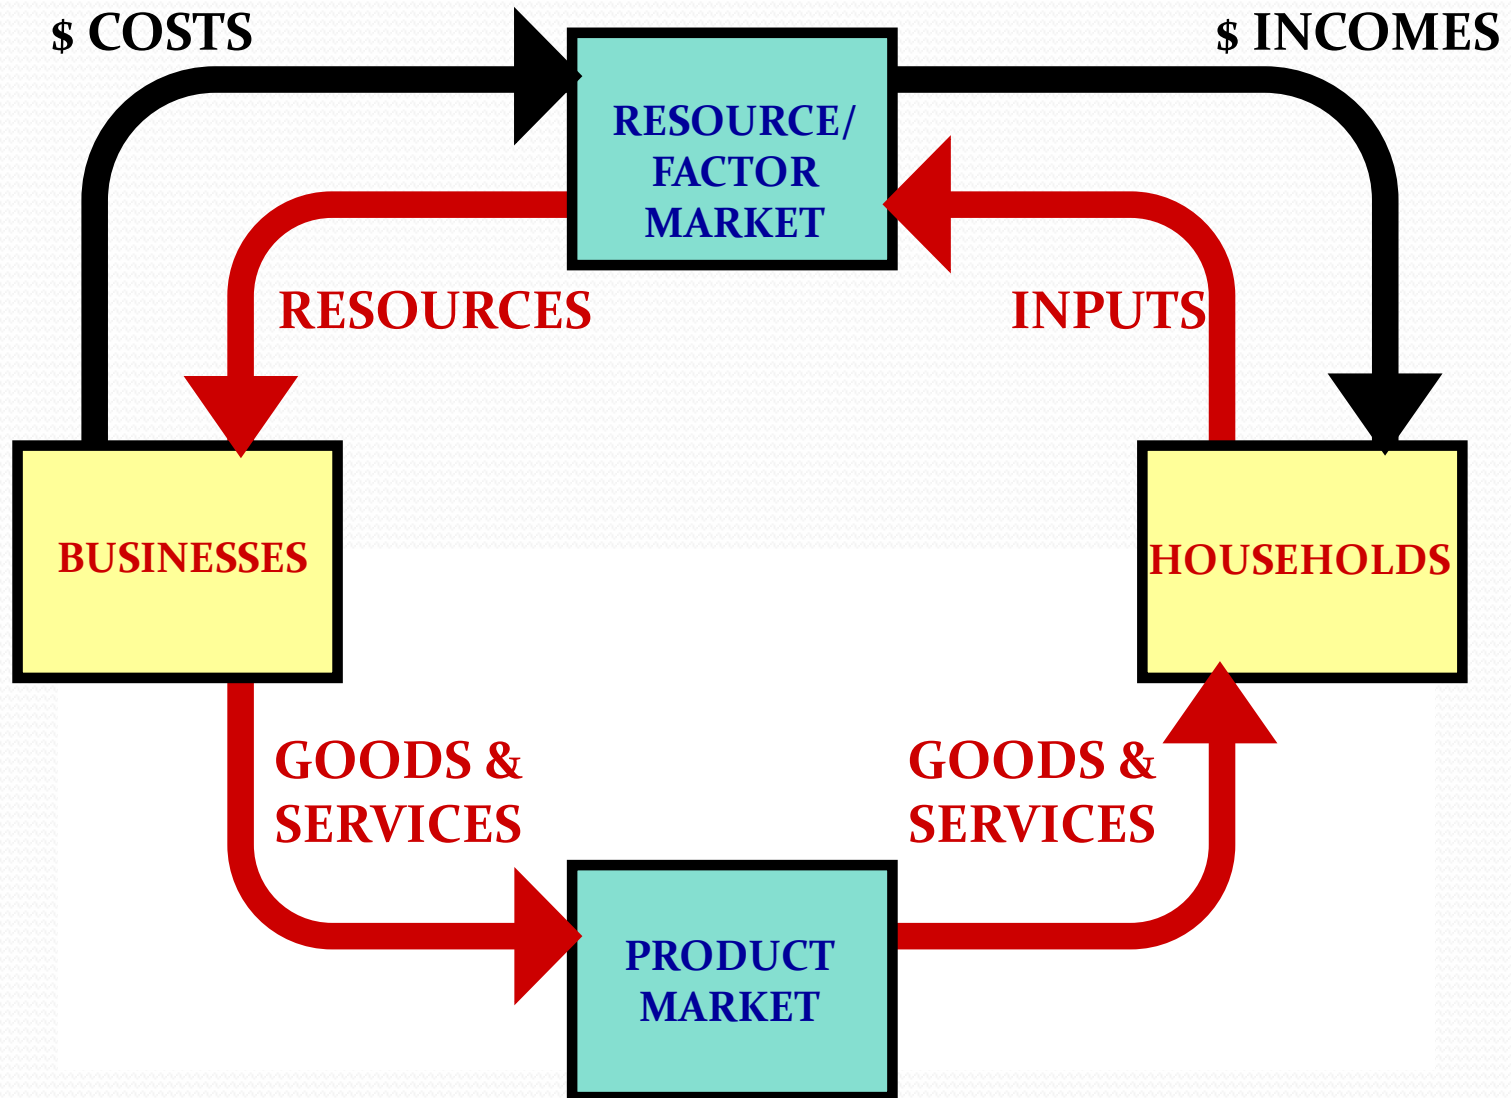 $ COSTS
$ INCOMES
RESOURCE/
FACTOR
MARKET
RESOURCES
INPUTS
BUSINESSES
HOUSEHOLDS
GOODS &
SERVICES
GOODS &
SERVICES
PRODUCT
MARKET